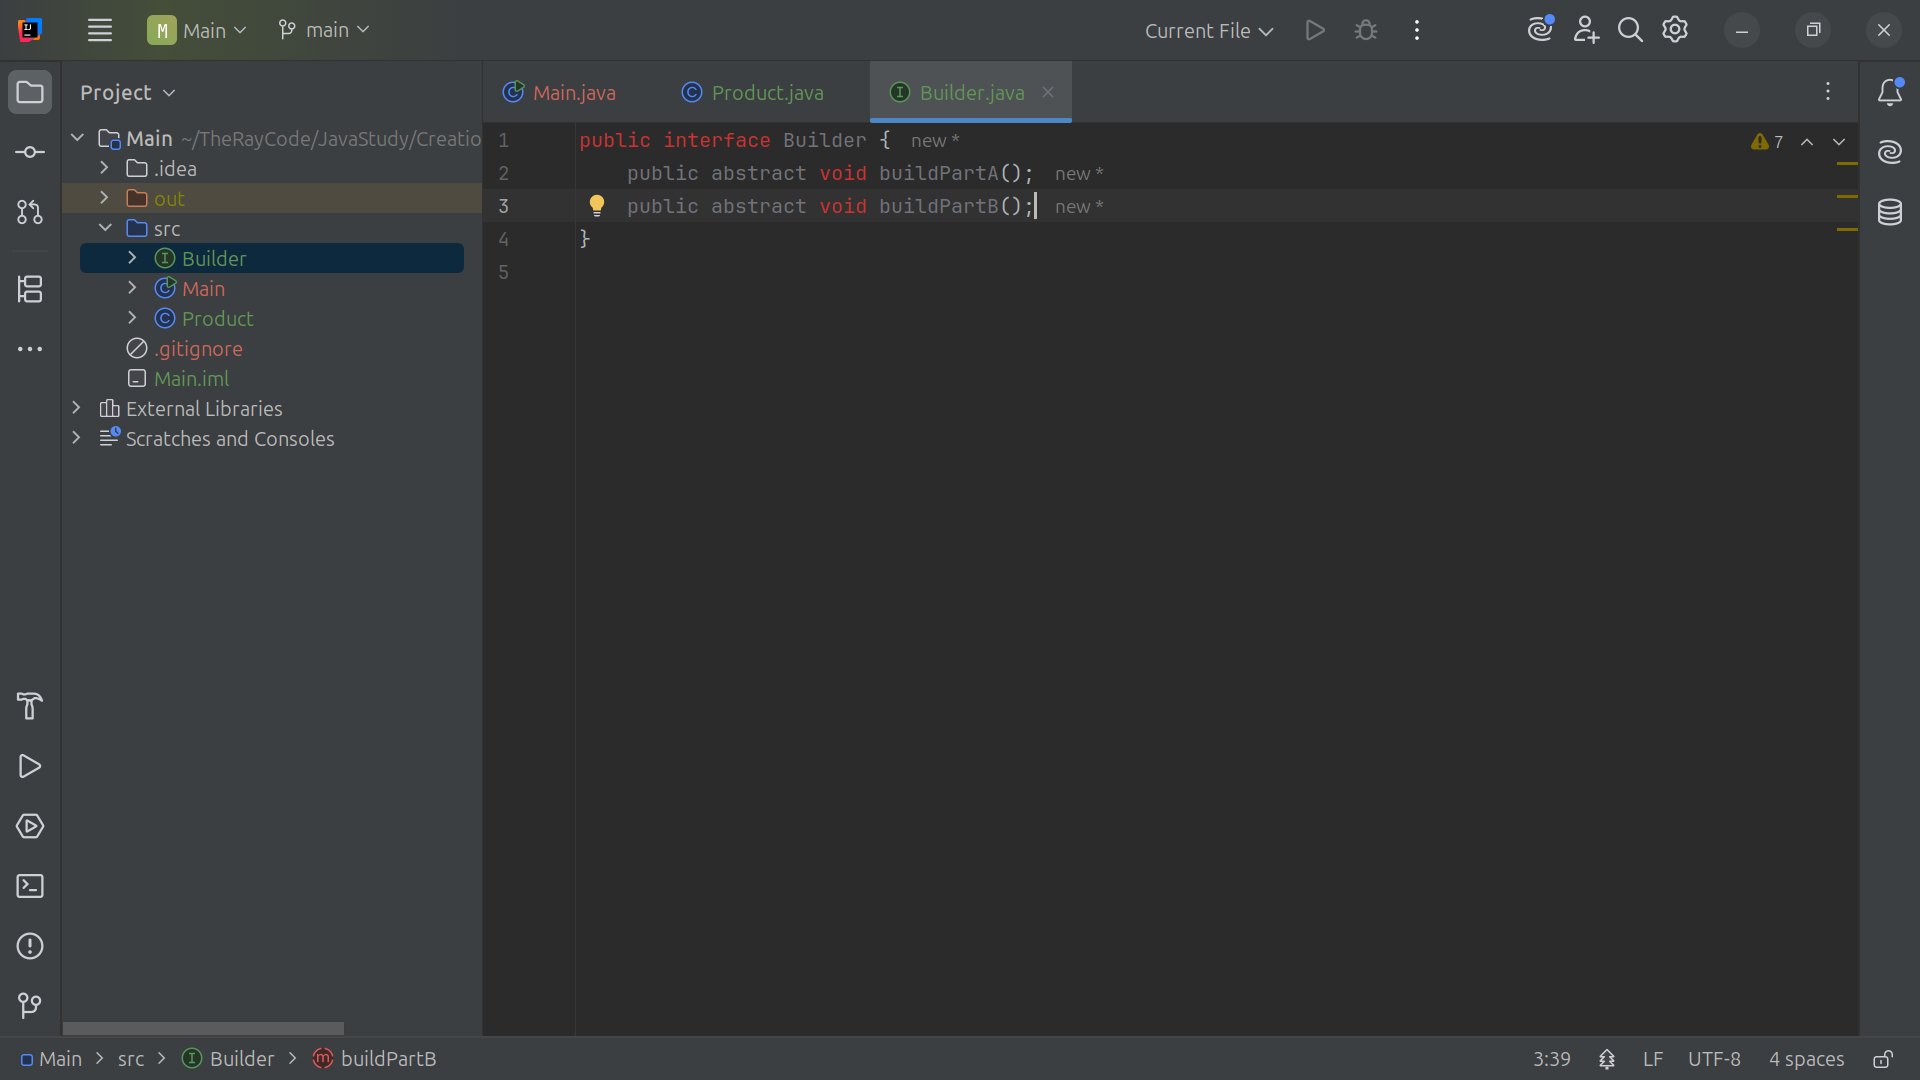 M Main main Current File
Project
Main.java Product.java Builder.java
Main ~/TheRayCode/JavaStudy/Creatio
.idea
out
src
Builder
Main
Product
.gitignore
Main.iml
External Libraries
Scratches and Consoles
1 public interface Builder { new *
2 public abstract void buildPartA(); new *
3 public abstract void buildPartB(); new *
4 }
5
7
Main > src > Builder > buildPartB
3:39 LF UTF-8 4 spaces